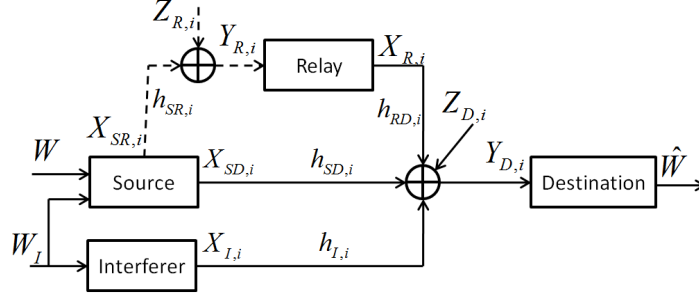 Z_{R,i}
Y_{R,i}
Relay
X_{R,i}
h_{SR,i}
h_{RD,i}
Z_{D,i}
X_{SR,i}
W
Source
X_{SD,i}
h_{SD,i}
Y_{D,i}
Destination
Ŵ
W_I
Interferer
X_{I,i}
h_{I,i}